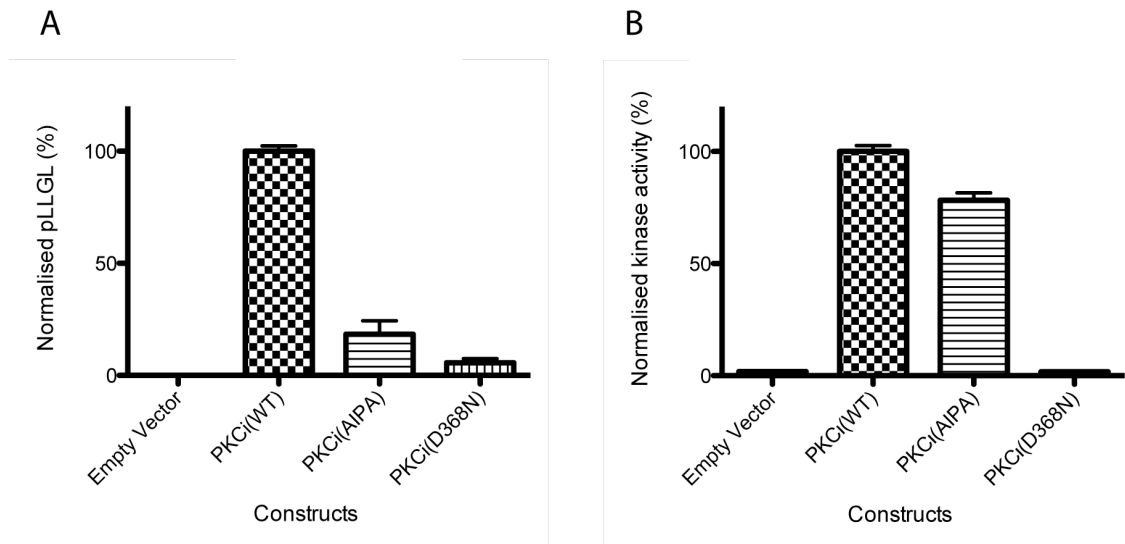 A
Normalised pLLGL (%)
100
50
0
Empty Vector
PKCi(WT)
PKCi(AIPA)
PKCi(D368N)
Constructs
B
Normalised kinase activity (%)
100
50
0
Empty Vector
PKCi(WT)
PKCi(AIPA)
PKCi(D368N)
Constructs